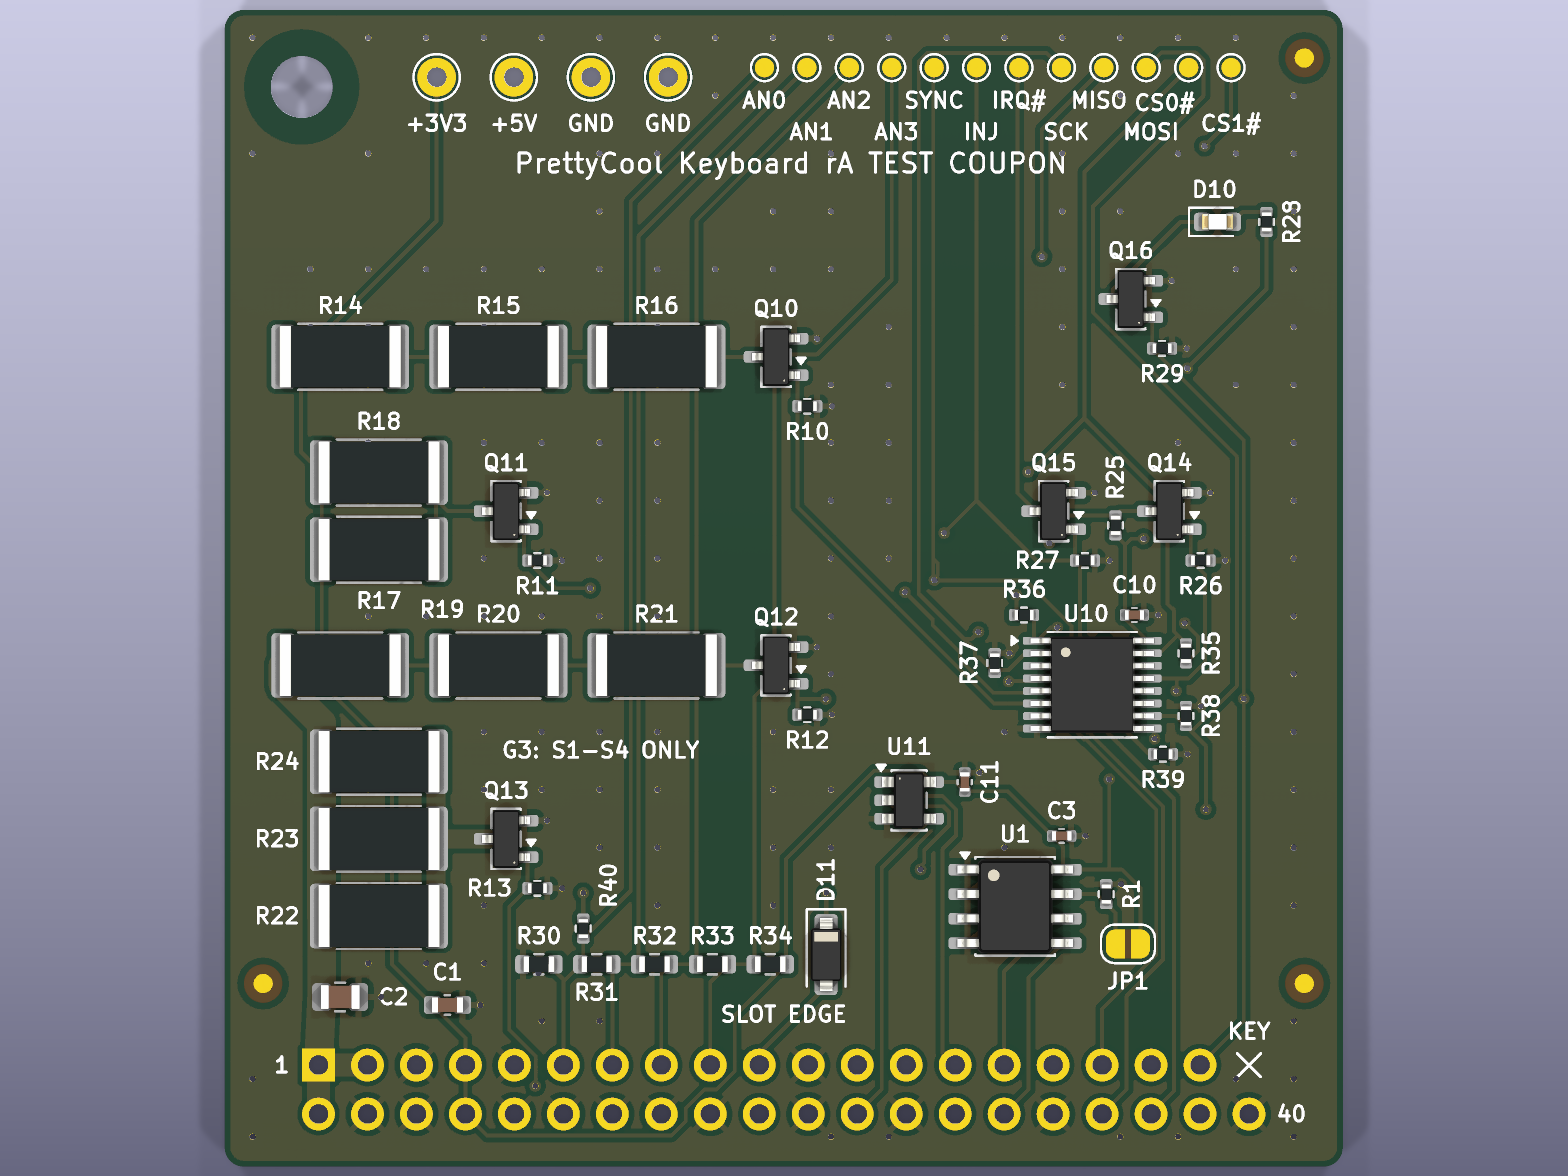 +3V3 +5V GND GND
AN0 AN2 SYNC IRQ# MISO CS0#
AN1 AN3 INJ SCK MOSI CS1#
PrettyCool Keyboard rA TEST COUPON
D10
R28
Q16
R14 R15 R16 Q10
R29
R10
R18
Q11 Q15 R25 Q14
R11 R27 R26
R17 R19 R20 R21 Q12 R36 U10 C10
R37 R35
R38
R12
R39
G3: S1-S4 ONLY
U11
C11
R24
Q13
C3
U1
R23
R13 R40 D11 R1
R22
R30 R32 R33 R34
R31
C1
C2
JP1
SLOT EDGE
KEY
1
40